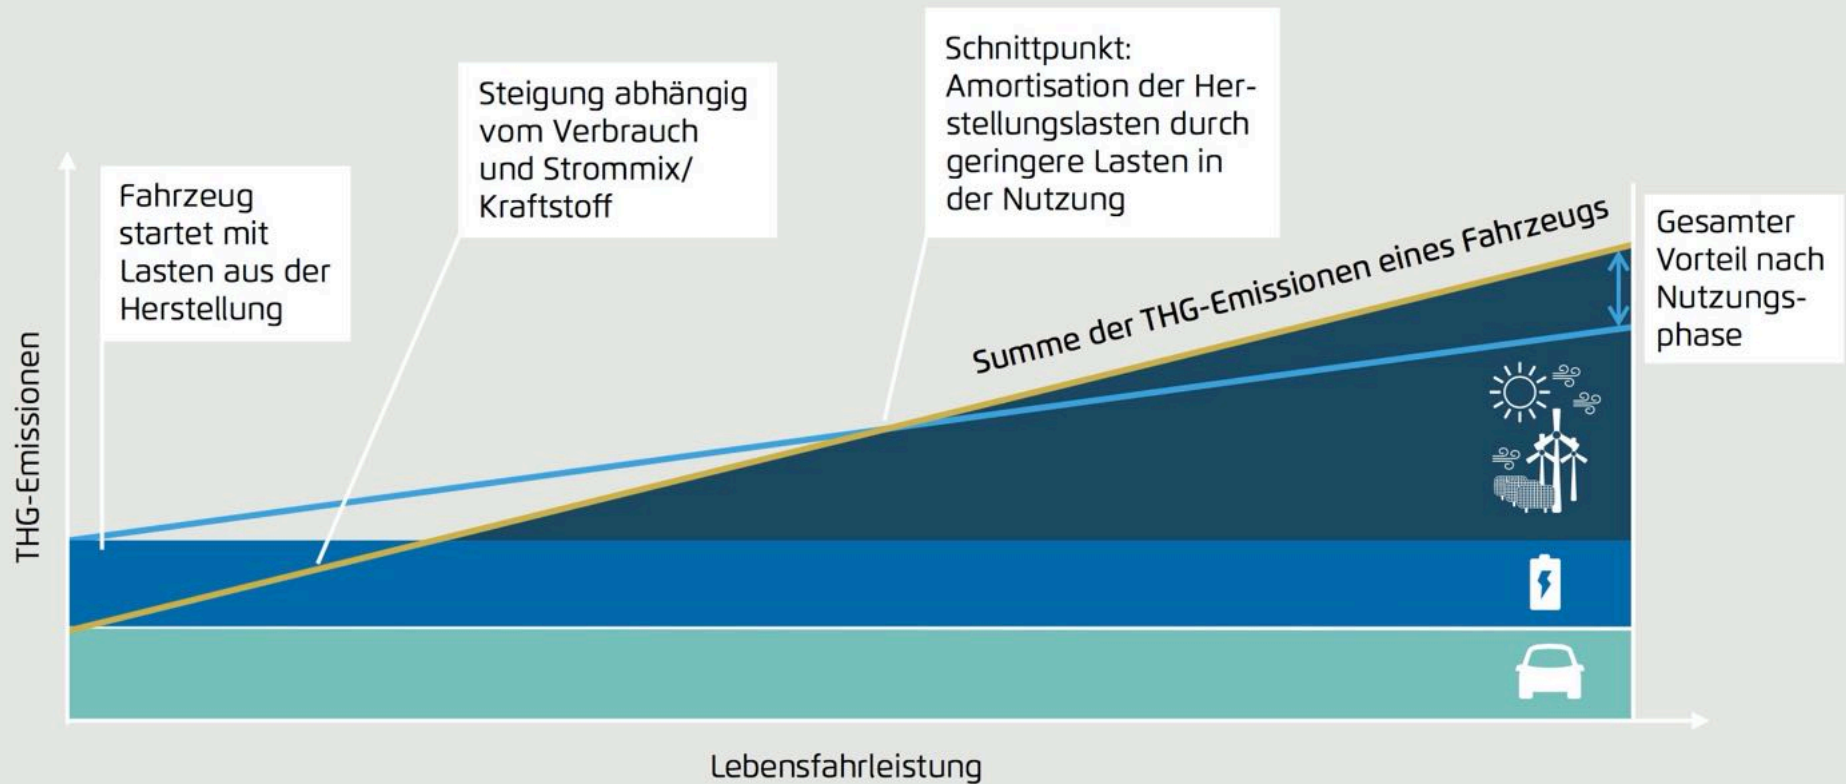 Fahrzeug
startet mit
Lasten aus der
Herstellung
Steigung abhängig
vom Verbrauch
und Strommix/
Kraftstoff
Schnittpunkt:
Amortisation der Her-
stellungslasten durch
geringere Lasten in
der Nutzung
Summe der THG-Emissionen eines Fahrzeugs
Gesamter
Vorteil nach
Nutzungs-
phase
THG-Emissionen
Lebensfahrleistung